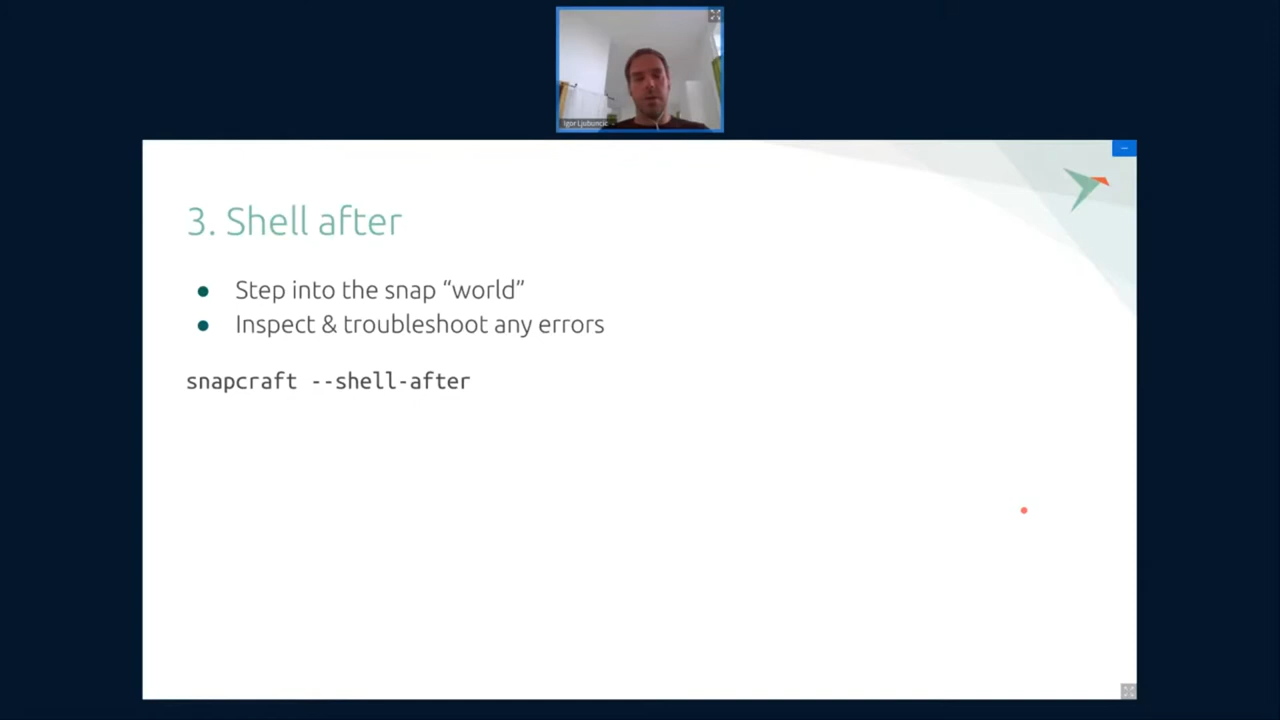 Igor Ljubuncic
3. Shell after
● Step into the snap “world”
● Inspect & troubleshoot any errors
snapcraft --shell-after